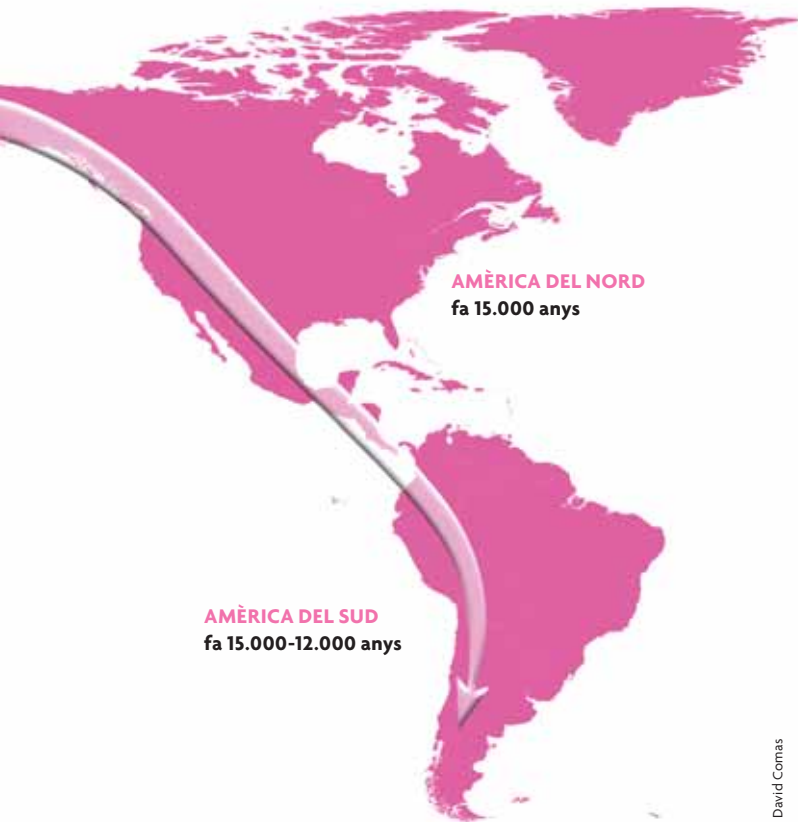 AMÈRICA DEL NORD
fa 15.000 anys
AMÈRICA DEL SUD
fa 15.000-12.000 anys
David Comas